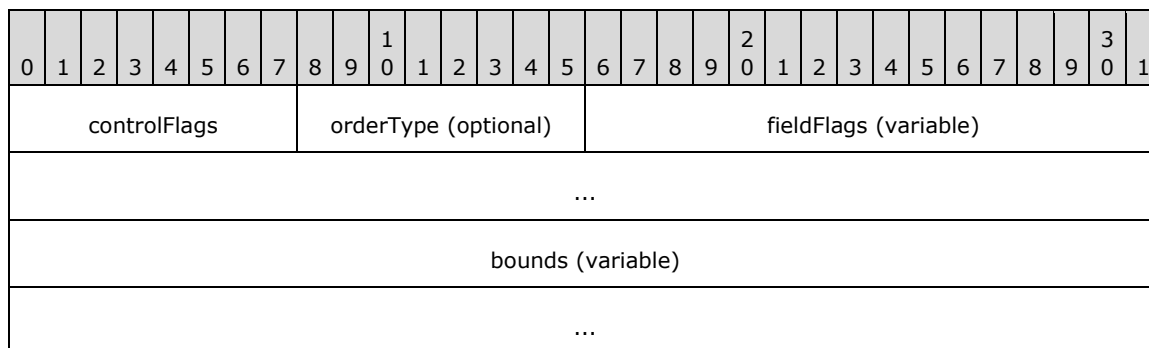 1 2 3
0 1 2 3 4 5 6 7 8 9 0 1 2 3 4 5 6 7 8 9 0 1 2 3 4 5 6 7 8 9 0 1
controlFlags orderType (optional) fieldFlags (variable)
...
bounds (variable)
...